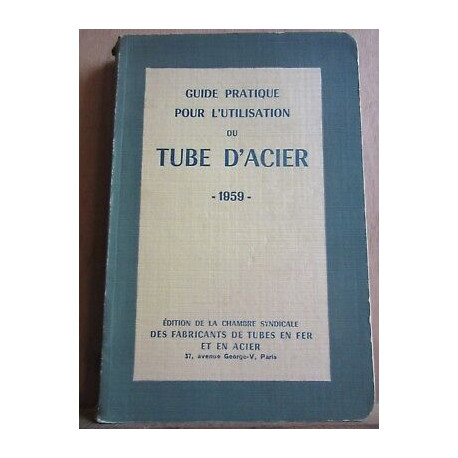 GUIDE PRATIQUE
POUR L'UTILISATION
DU
TUBE D'ACIER
- 1959 -
ÉDITION DE LA CHAMBRE SYNDICALE
DES FABRICANTS DE TUBES EN FER
ET EN ACIER
37, avenue George-V, Paris